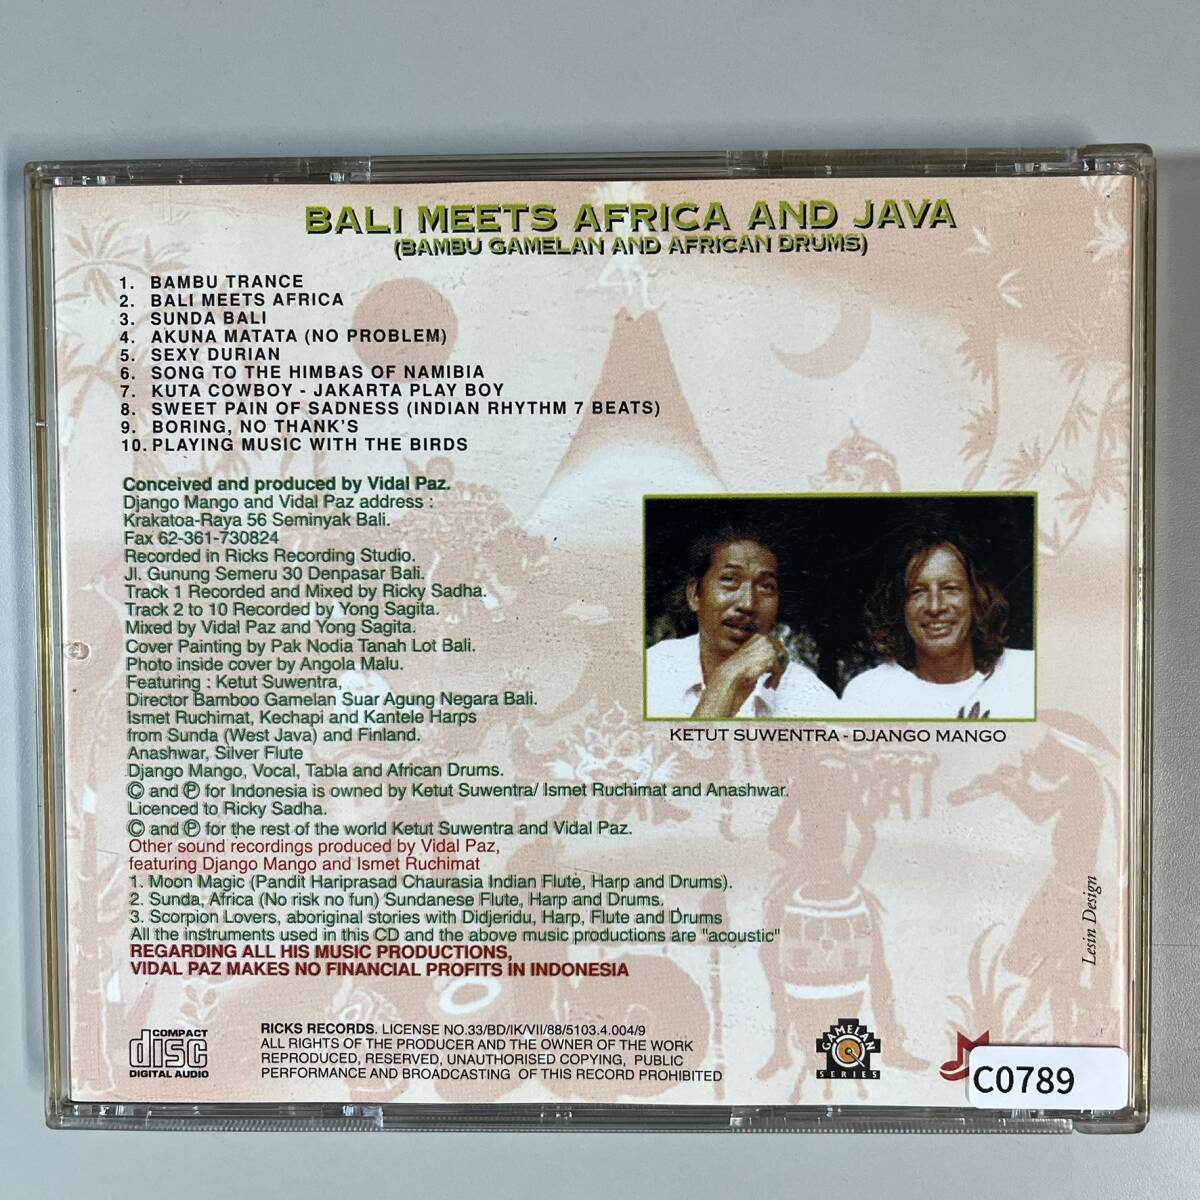 BALI MEETS AFRICA AND JAVA
(BAMBU GAMELAN AND AFRICAN DRUMS)
1. BAMBU TRANCE
2. BALI MEETS AFRICA
3. SUNDA BALI
4. AKUNA MATATA (NO PROBLEM)
5. SEXY DURIAN
6. SONG TO THE HIMBAS OF NAMIBIA
7. KUTA COWBOY - JAKARTA PLAY BOY
8. SWEET PAIN OF SADNESS (INDIAN RHYTHM 7 BEATS)
9. BORING, NO THANK'S
10. PLAYING MUSIC WITH THE BIRDS
Conceived and produced by Vidal Paz.
Django Mango and Vidal Paz address :
Krakatoa-Raya 56 Seminyak Bali.
Fax 62-361-730824
Recorded in Ricks Recording Studio.
Jl. Gunung Semeru 30 Denpasar Bali.
Track 1 Recorded and Mixed by Ricky Sadha.
Track 2 to 10 Recorded by Yong Sagita.
Mixed by Vidal Paz and Yong Sagita.
Cover Painting by Pak Nodia Tanah Lot Bali.
Photo inside cover by Angola Malu.
Featuring : Ketut Suwentra,
Director Bamboo Gamelan Suar Agung Negara Bali.
Ismet Ruchimat, Kechapi and Kantele Harps
from Sunda (West Java) and Finland.
Anashwar, Silver Flute
Django Mango, Vocal, Tabla and African Drums.
© and ℗ for Indonesia is owned by Ketut Suwentra/ Ismet Ruchimat and Anashwar.
Licenced to Ricky Sadha.
© and ℗ for the rest of the world Ketut Suwentra and Vidal Paz.
Other sound recordings produced by Vidal Paz,
featuring Django Mango and Ismet Ruchimat
1. Moon Magic (Pandit Hariprasad Chaurasia Indian Flute, Harp and Drums).
2. Sunda, Africa (No risk no fun) Sundanese Flute, Harp and Drums.
3. Scorpion Lovers, aboriginal stories with Didjeridu, Harp, Flute and Drums
All the instruments used in this CD and the above music productions are "acoustic"
REGARDING ALL HIS MUSIC PRODUCTIONS,
VIDAL PAZ MAKES NO FINANCIAL PROFITS IN INDONESIA
KETUT SUWENTRA - DJANGO MANGO
Lesin Design
COMPACT
disc
DIGITAL AUDIO
RICKS RECORDS. LICENSE NO.33/BD/IK/VII/88/5103.4.004/9
ALL RIGHTS OF THE PRODUCER AND THE OWNER OF THE WORK
REPRODUCED, RESERVED, UNAUTHORISED COPYING, PUBLIC
PERFORMANCE AND BROADCASTING OF THIS RECORD PROHIBITED
GAMELAN
SERIES
C0789